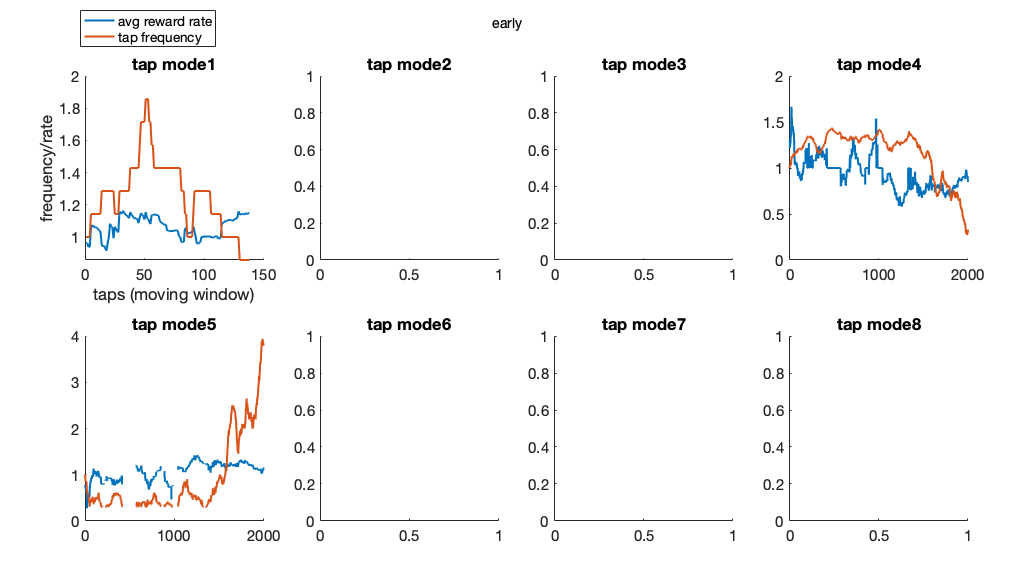 early
avg reward rate
tap frequency
tap mode1
tap mode2
tap mode3
tap mode4
frequency/rate
2
1.8
1.6
1.4
1.2
1
0 50 100 150
taps (moving window)
1
0.8
0.6
0.4
0.2
0
0 0.5 1
1
0.8
0.6
0.4
0.2
0
0 0.5 1
2
1.5
1
0.5
0
0 1000 2000
tap mode5
tap mode6
tap mode7
tap mode8
4
3
2
1
0
0 1000 2000
1
0.8
0.6
0.4
0.2
0
0 0.5 1
1
0.8
0.6
0.4
0.2
0
0 0.5 1
1
0.8
0.6
0.4
0.2
0
0 0.5 1